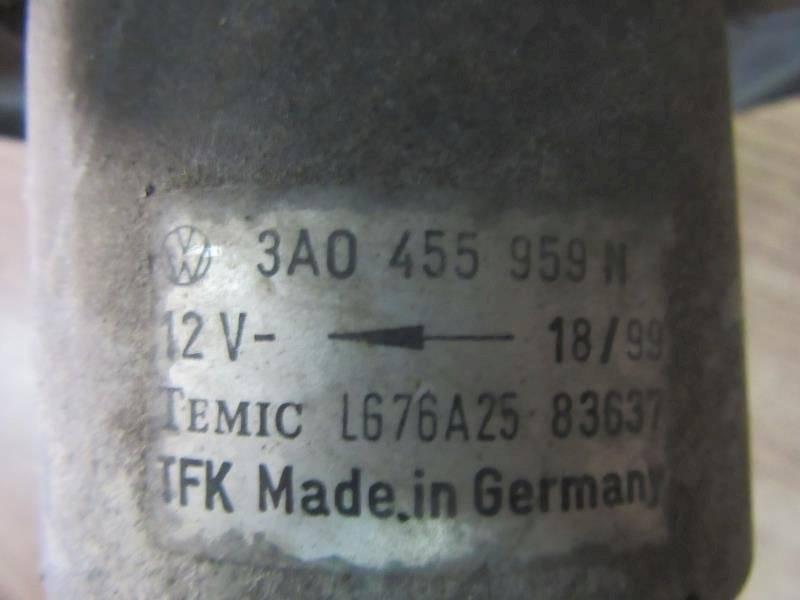 3A0 455 959 N
12 V- 18/99
TEMIC L676A25 83637
TFK Made in Germany